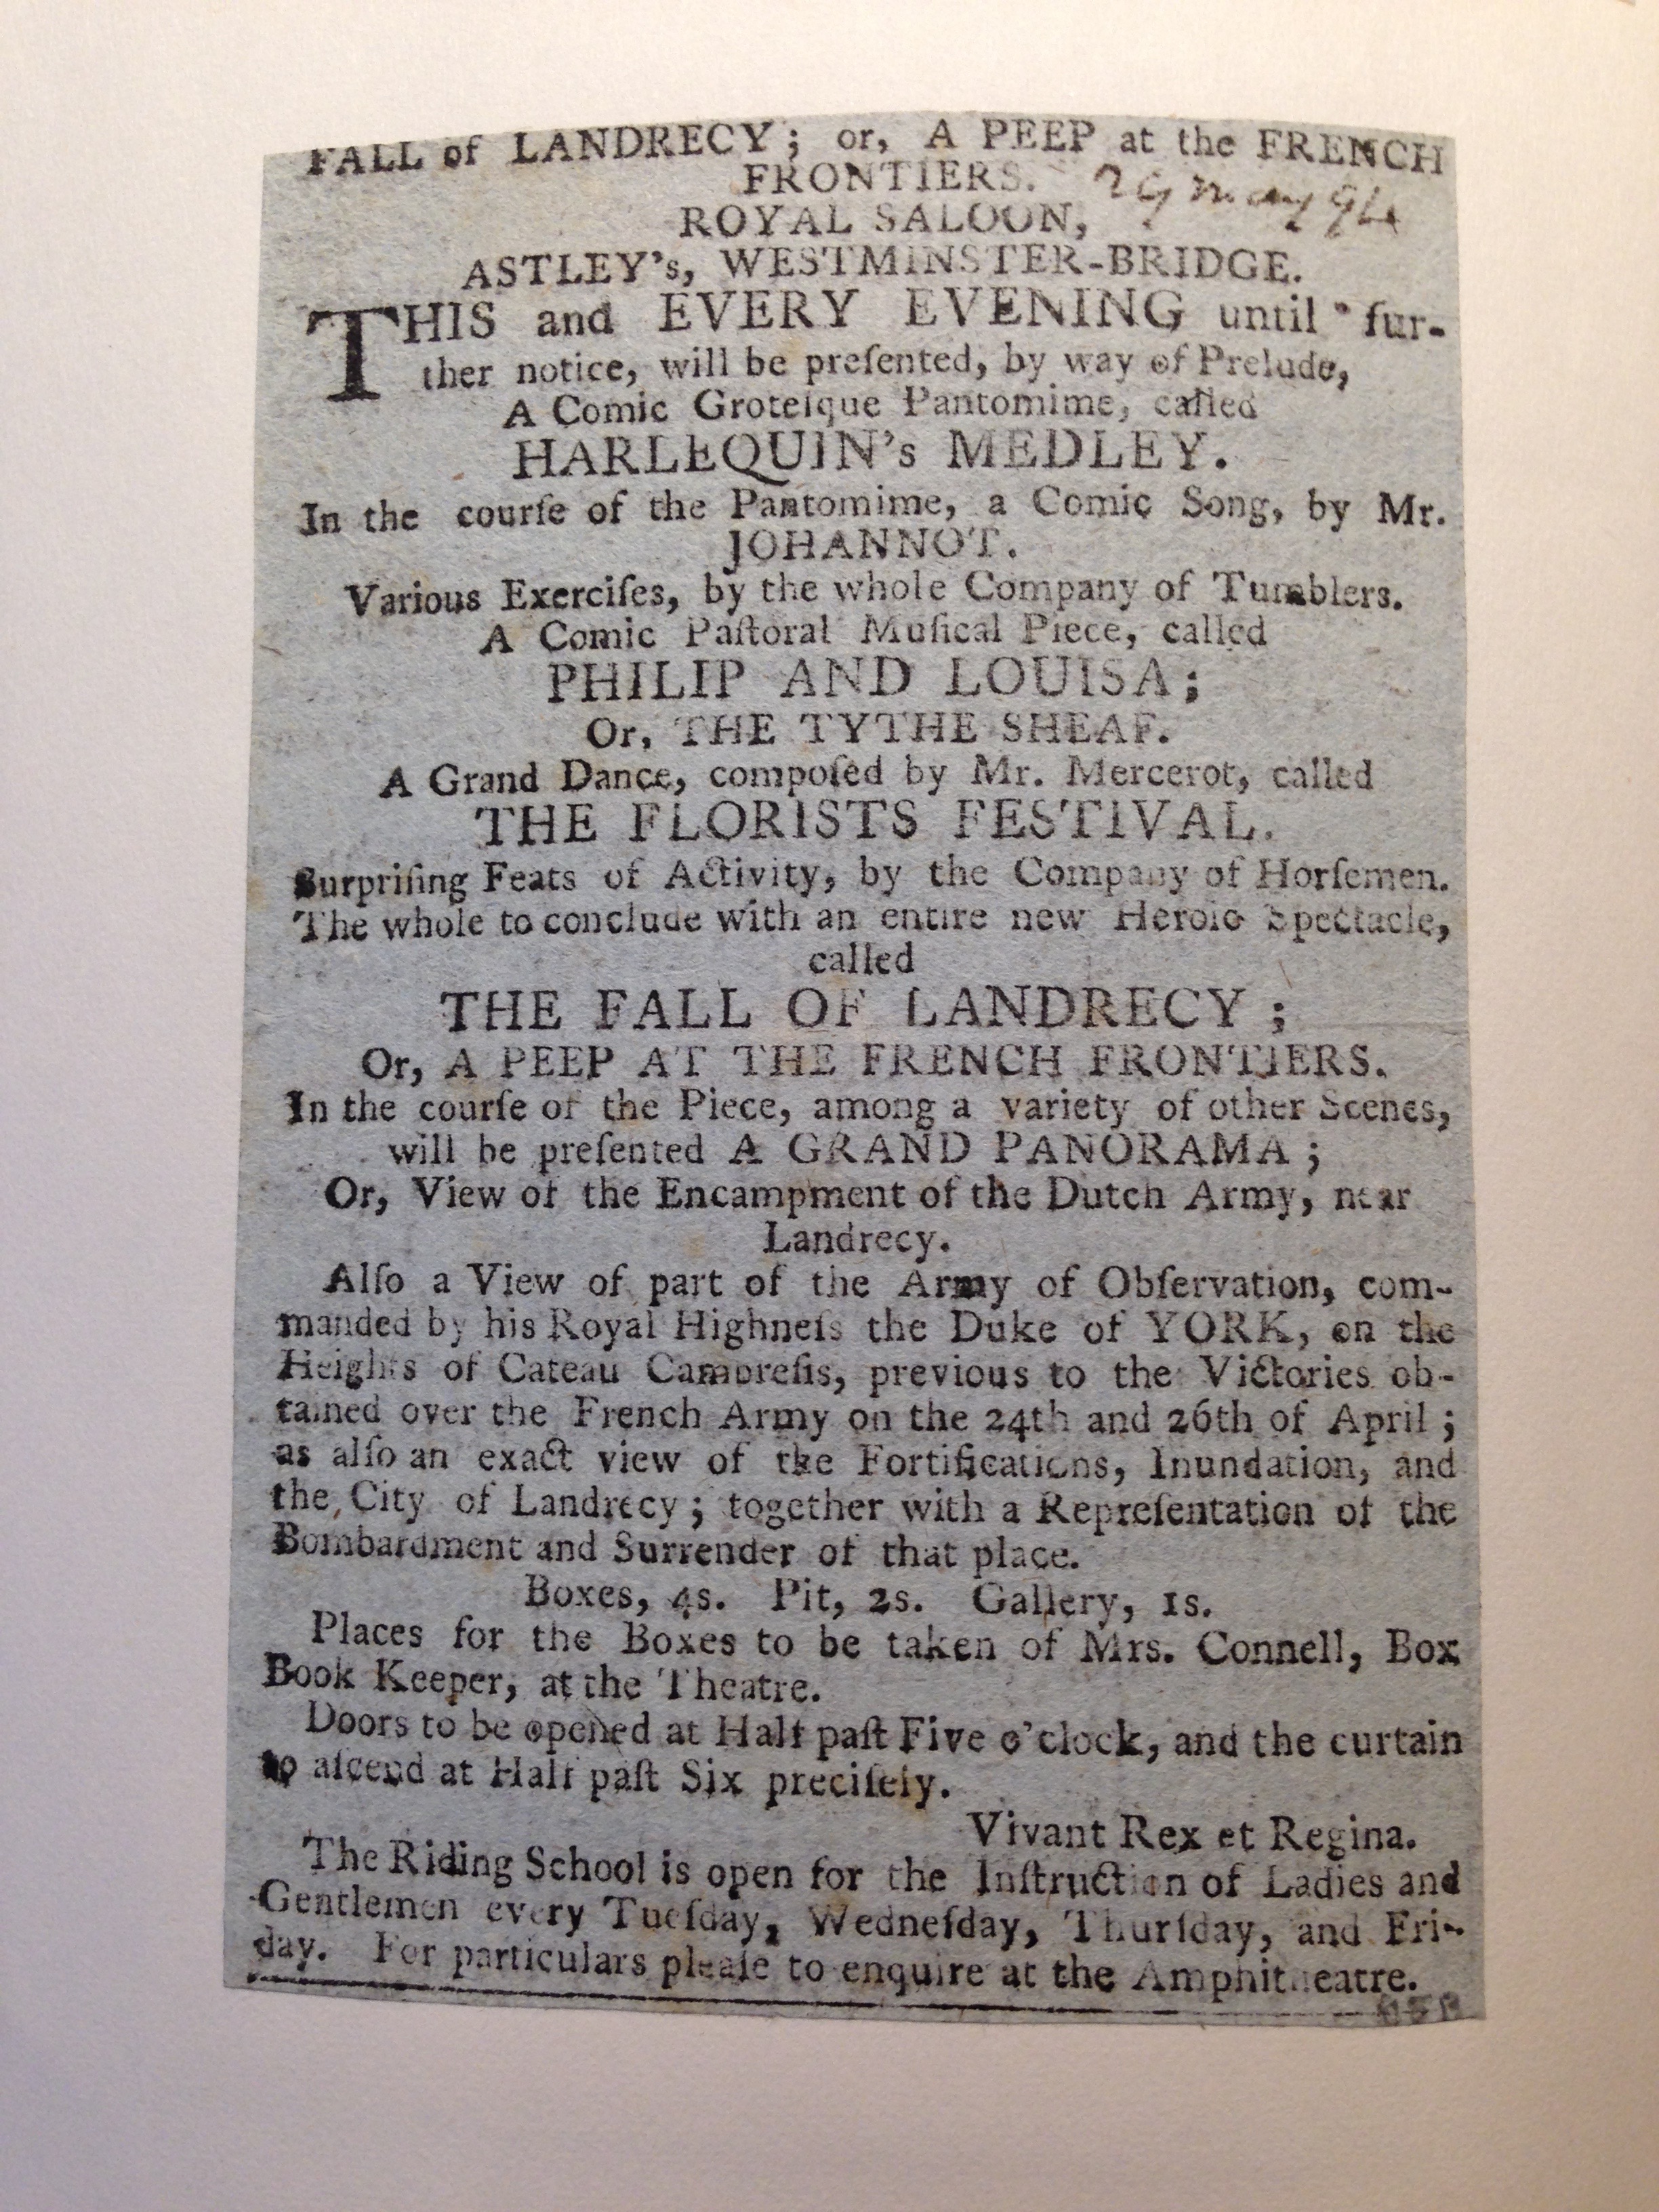 FALL of LANDRECY; or, A PEEP at the FRENCH
FRONTIERS. 29 May 94
ROYAL SALOON,
ASTLEY's, WESTMINSTER-BRIDGE.
THIS and EVERY EVENING until fur-
ther notice, will be preſented, by way of Prelude,
A Comic Groteſque Pantomime, called
HARLEQUIN's MEDLEY.
In the courſe of the Pantomime, a Comic Song, by Mr.
JOHANNOT.
Various Exerciſes, by the whole Company of Tumblers.
A Comic Paſtoral Muſical Piece, called
PHILIP AND LOUISA;
Or, THE TYTHE SHEAF.
A Grand Dance, compoſed by Mr. Mercerot, called
THE FLORISTS FESTIVAL.
Surpriſing Feats of Activity, by the Company of Horſemen.
The whole to conclude with an entire new Heroic Spectacle,
called
THE FALL OF LANDRECY;
Or, A PEEP AT THE FRENCH FRONTIERS.
In the courſe of the Piece, among a variety of other Scenes,
will be preſented A GRAND PANORAMA;
Or, View of the Encampment of the Dutch Army, near
Landrecy.
Alſo a View of part of the Army of Obſervation, com-
manded by his Royal Highneſs the Duke of YORK, on the
Heights of Cateau Cambreſis, previous to the Victories ob-
tained over the French Army on the 24th and 26th of April;
as alſo an exact view of the Fortifications, Inundation, and
the City of Landrecy; together with a Repreſentation of the
Bombardment and Surrender of that place.
Boxes, 4s. Pit, 2s. Gallery, 1s.
Places for the Boxes to be taken of Mrs. Connell, Box
Book Keeper, at the Theatre.
Doors to be opened at Half paſt Five o'clock, and the curtain
to aſcend at Half paſt Six preciſely.
Vivant Rex et Regina.
The Riding School is open for the Inſtruction of Ladies and
Gentlemen every Tueſday, Wedneſday, Thurſday, and Fri-
day. For particulars pleaſe to enquire at the Amphitheatre.